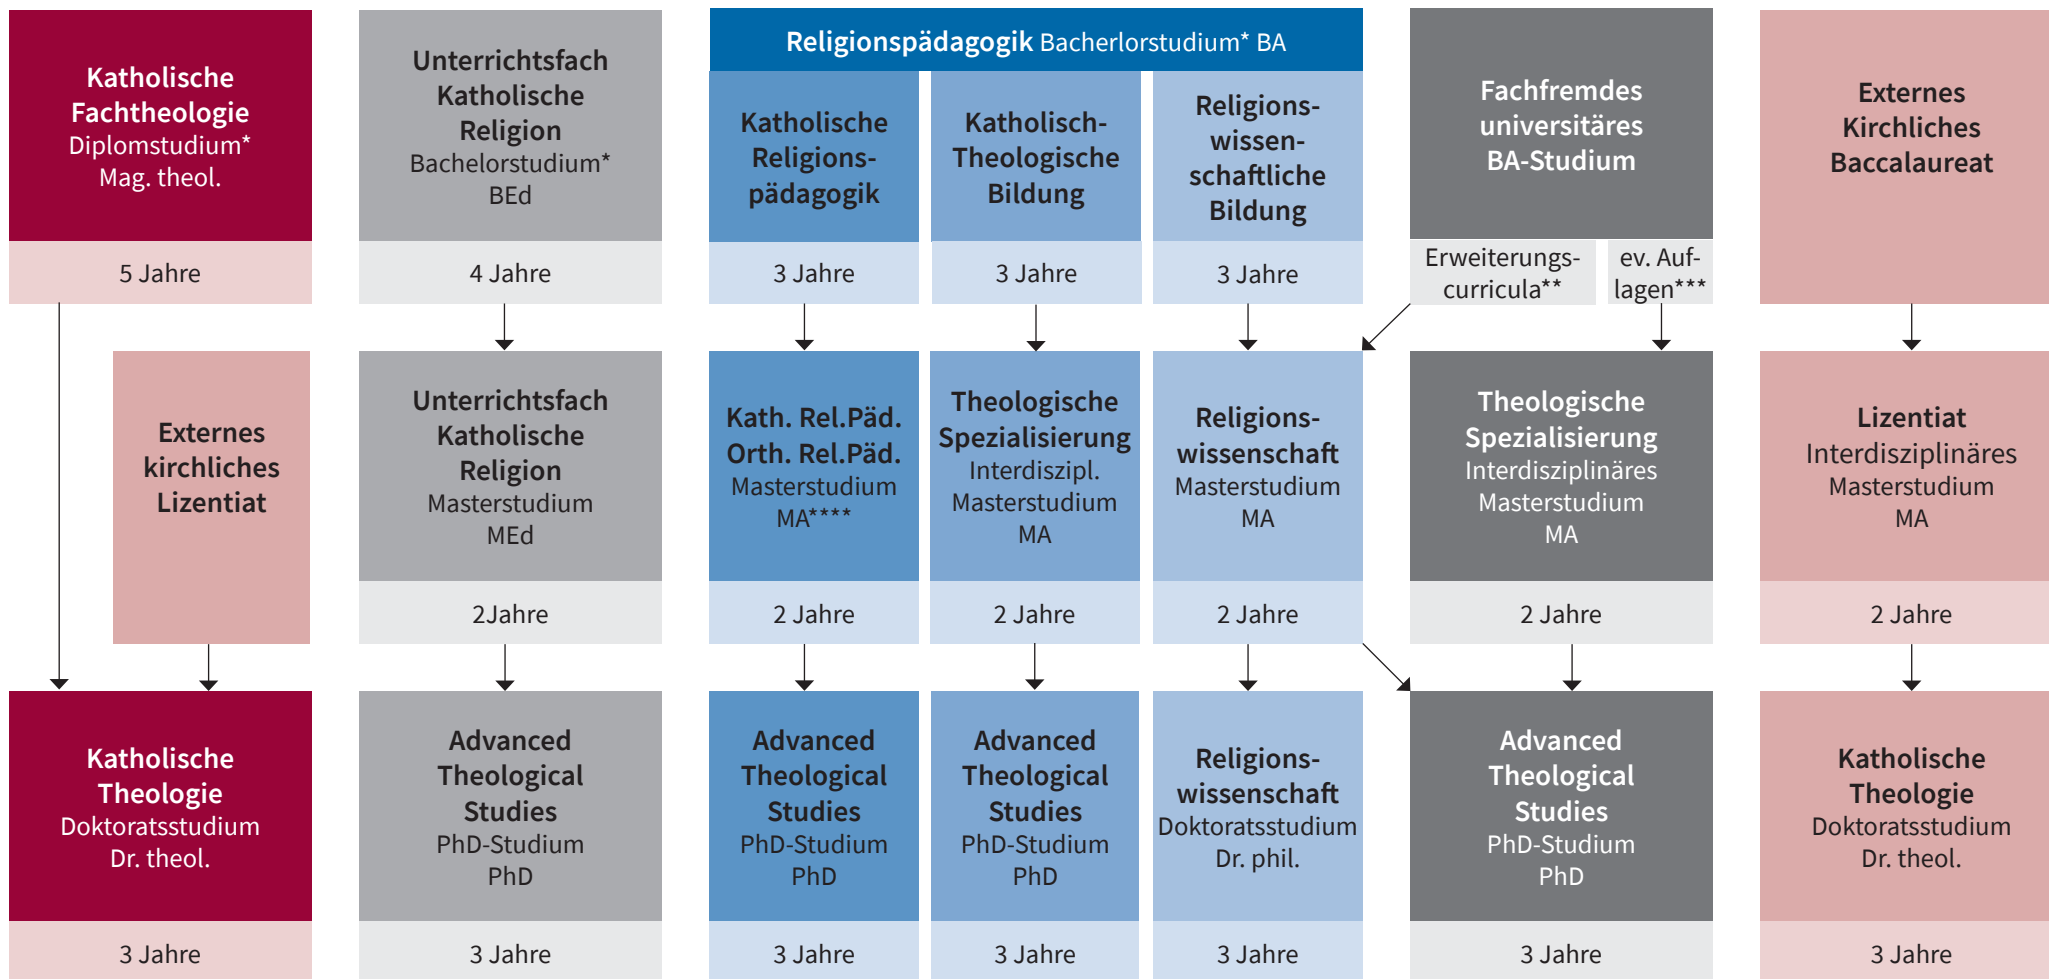 Katholische
Fachtheologie
Diplomstudium*
Mag. theol.
5 Jahre
Unterrichtsfach
Katholische
Religion
Bachelorstudium*
BEd
4 Jahre
Religionspädagogik Bacherlorstudium* BA
Katholische
Religions-
pädagogik
3 Jahre
Katholisch-
Theologische
Bildung
3 Jahre
Religions-
wissen-
schaftliche
Bildung
3 Jahre
Fachfremdes
universitäres
BA-Studium
Erweiterungs-
curricula**
ev. Auf-
lagen***
Externes
Kirchliches
Baccalaureat
Externes
kirchliches
Lizentiat
Unterrichtsfach
Katholische
Religion
Masterstudium
MEd
2Jahre
Kath. Rel.Päd.
Orth. Rel.Päd.
Masterstudium
MA****
2 Jahre
Theologische
Spezialisierung
Interdiszipl.
Masterstudium
MA
2 Jahre
Religions-
wissenschaft
Masterstudium
MA
2 Jahre
Theologische
Spezialisierung
Interdisziplinäres
Masterstudium
MA
2 Jahre
Lizentiat
Interdisziplinäres
Masterstudium
MA
2 Jahre
Katholische
Theologie
Doktoratsstudium
Dr. theol.
3 Jahre
Advanced
Theological
Studies
PhD-Studium
PhD
3 Jahre
Advanced
Theological
Studies
PhD-Studium
PhD
3 Jahre
Advanced
Theological
Studies
PhD-Studium
PhD
3 Jahre
Religions-
wissenschaft
Doktoratsstudium
Dr. phil.
3 Jahre
Advanced
Theological
Studies
PhD-Studium
PhD
3 Jahre
Katholische
Theologie
Doktoratsstudium
Dr. theol.
3 Jahre